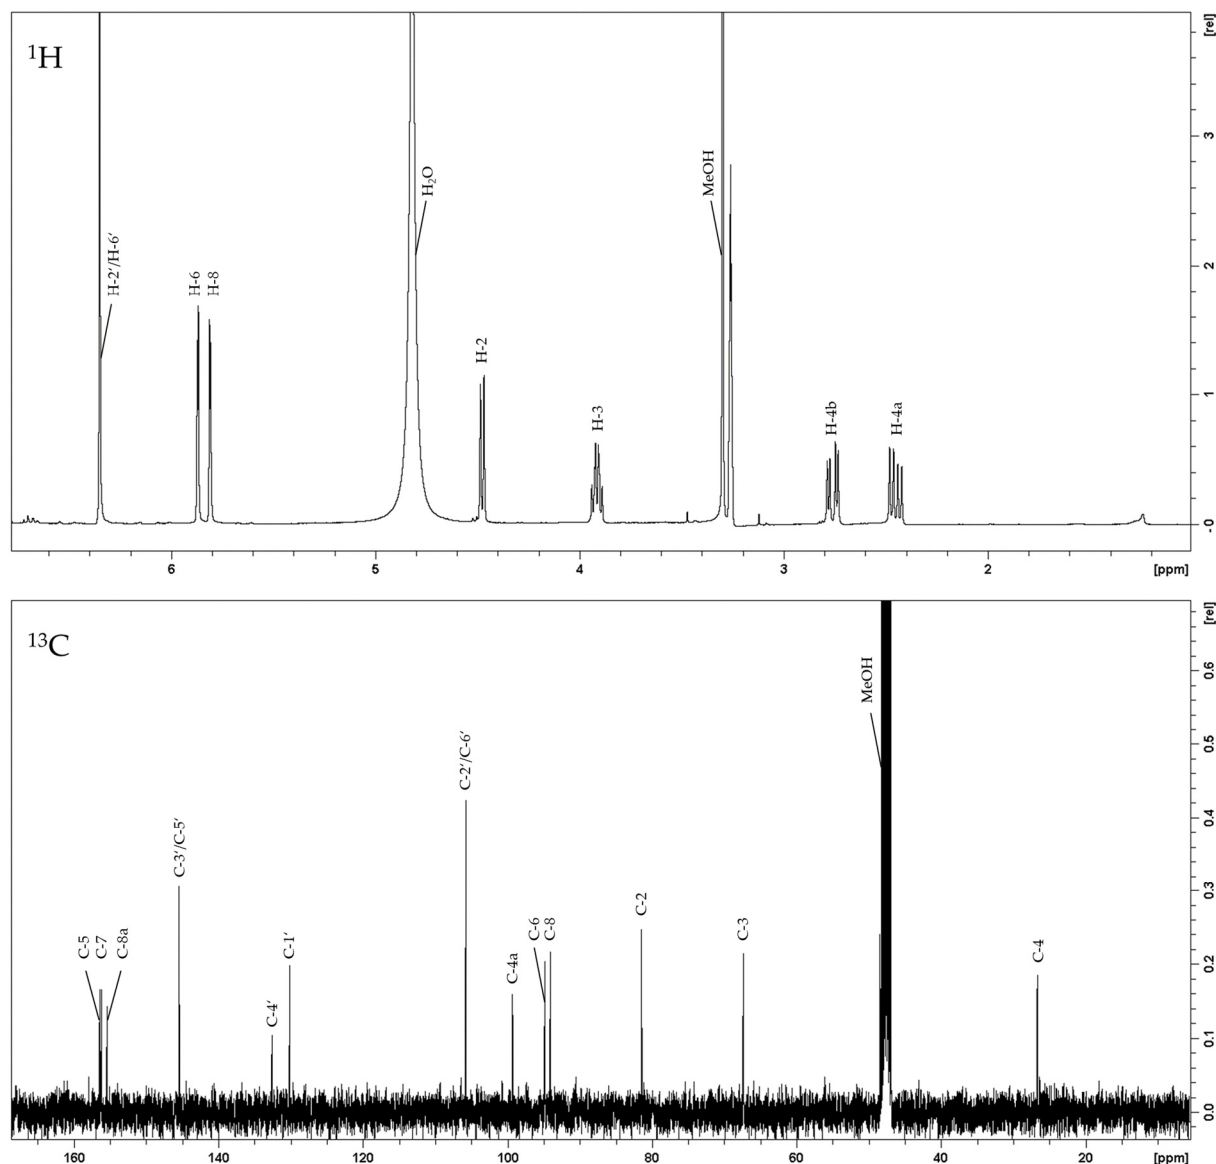 ¹H
[rel]
H-2‘/H-6‘
H-6
H-8
H₂O
H-2
H-3
MeOH
H-4b
H-4a
3
2
1
0
6
5
4
3
2
[ppm]
¹³C
[rel]
C-5
C-7
C-8a
C-3‘/C-5‘
C-4‘
C-1‘
C-2‘/C-6‘
C-4a
C-6
C-8
C-2
C-3
MeOH
C-4
0.6
0.5
0.4
0.3
0.2
0.1
0.0
160
140
120
100
80
60
40
20
[ppm]